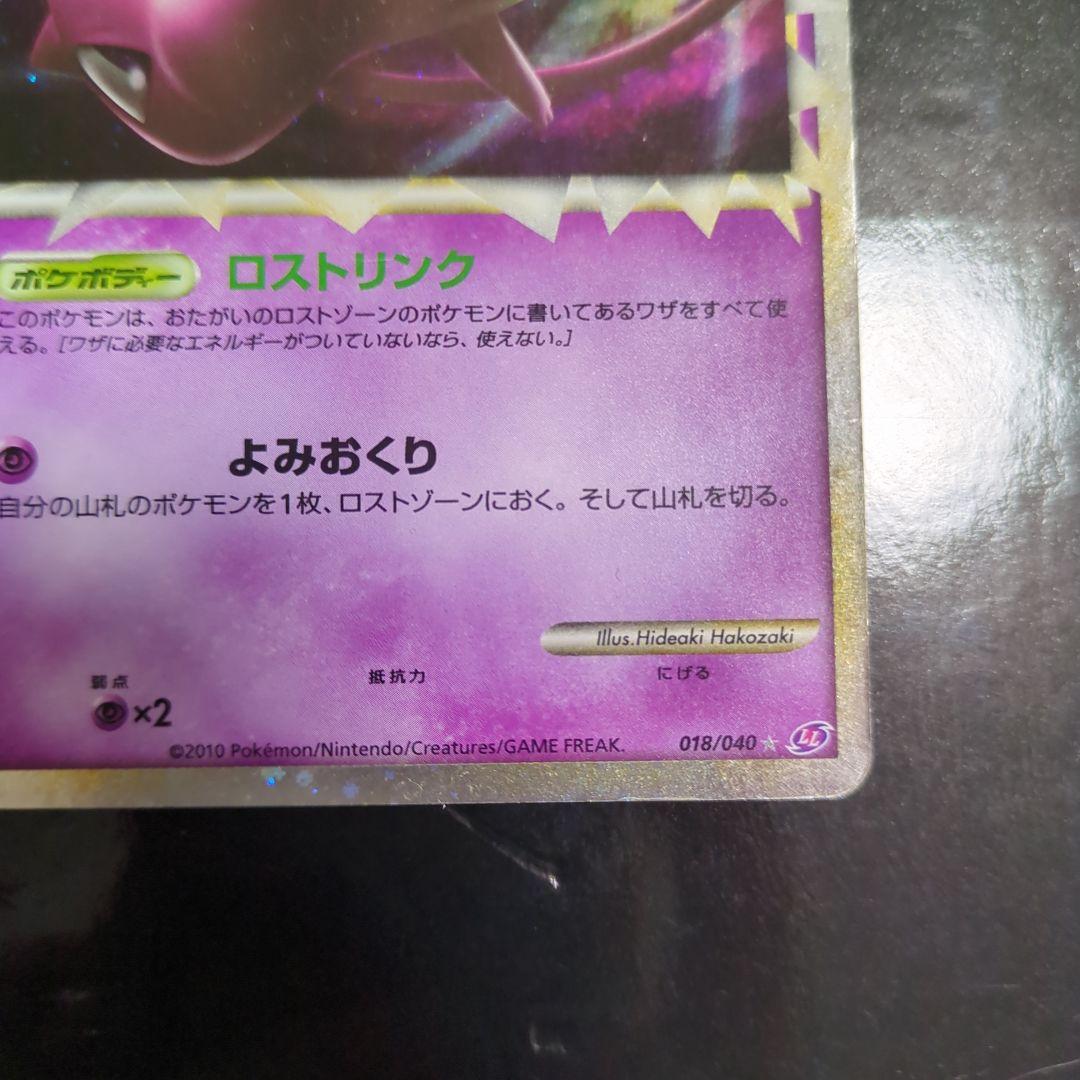 ポケボディー ロストリンク
このポケモンは、おたがいのロストゾーンのポケモンに書いてあるワザをすべて使
える。[ワザに必要なエネルギーがついていないなら、使えない。]
よみおくり
自分の山札のポケモンを1枚、ロストゾーンにおく。そして山札を切る。
Illus.Hideaki Hakozaki
弱点 抵抗力 にげる
×2
©2010 Pokémon/Nintendo/Creatures/GAME FREAK. 018/040 LL